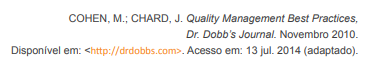 COHEN, M.; CHARD, J. Quality Management Best Practices,
Dr. Dobb's Journal. Novembro 2010.
Disponível em: <http://drdobbs.com>. Acesso em: 13 jul. 2014 (adaptado).